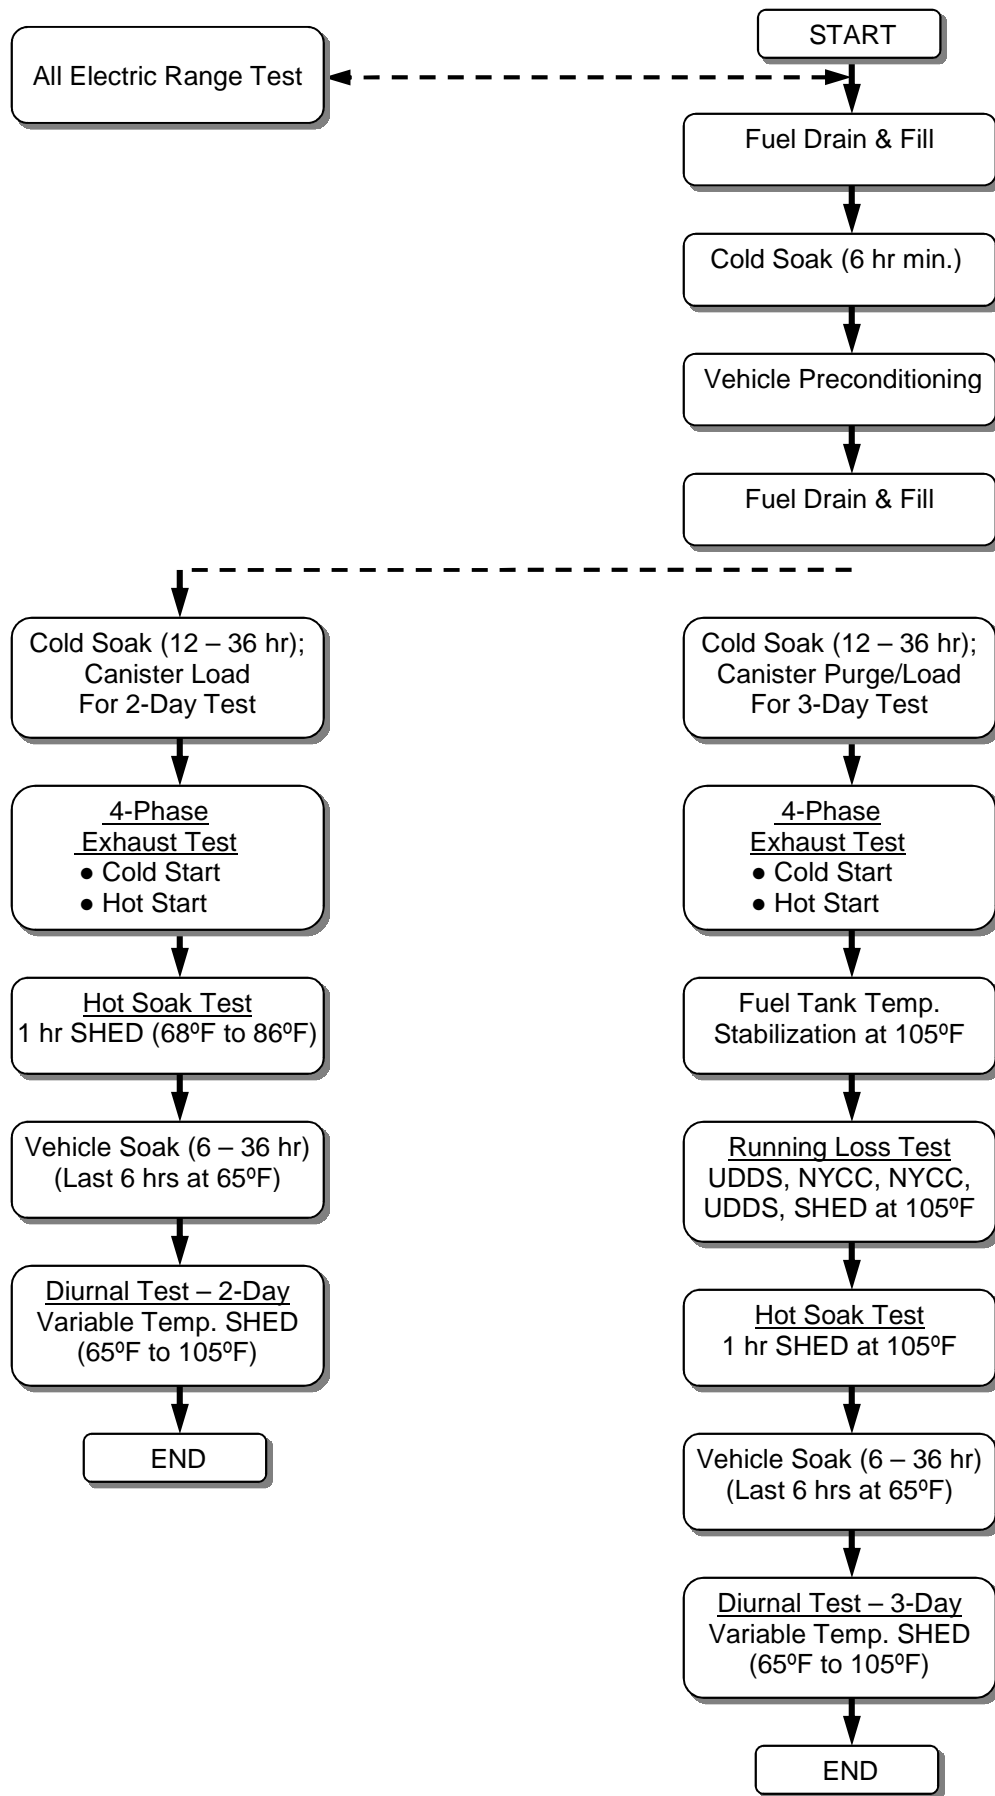 START
All Electric Range Test
Fuel Drain & Fill
Cold Soak (6 hr min.)
Vehicle Preconditioning
Fuel Drain & Fill
Cold Soak (12 – 36 hr);
Canister Load
For 2-Day Test
4-Phase
Exhaust Test
● Cold Start
● Hot Start
Hot Soak Test
1 hr SHED (68ºF to 86ºF)
Vehicle Soak (6 – 36 hr)
(Last 6 hrs at 65ºF)
Diurnal Test – 2-Day
Variable Temp. SHED
(65ºF to 105ºF)
END
Cold Soak (12 – 36 hr);
Canister Purge/Load
For 3-Day Test
4-Phase
Exhaust Test
● Cold Start
● Hot Start
Fuel Tank Temp.
Stabilization at 105ºF
Running Loss Test
UDDS, NYCC, NYCC,
UDDS, SHED at 105ºF
Hot Soak Test
1 hr SHED at 105ºF
Vehicle Soak (6 – 36 hr)
(Last 6 hrs at 65ºF)
Diurnal Test – 3-Day
Variable Temp. SHED
(65ºF to 105ºF)
END